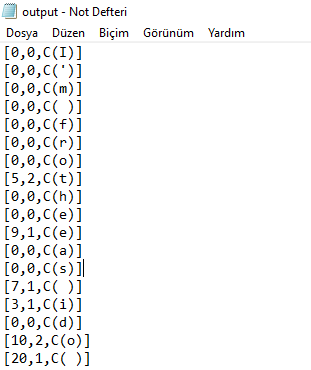 output - Not Defteri
Dosya Düzen Biçim Görünüm Yardım
[0,0,C(I)]
[0,0,C(')]
[0,0,C(m)]
[0,0,C( )]
[0,0,C(f)]
[0,0,C(r)]
[0,0,C(o)]
[5,2,C(t)]
[0,0,C(h)]
[0,0,C(e)]
[9,1,C(e)]
[0,0,C(a)]
[0,0,C(s)]
[7,1,C( )]
[3,1,C(i)]
[0,0,C(d)]
[10,2,C(o)]
[20,1,C( )]